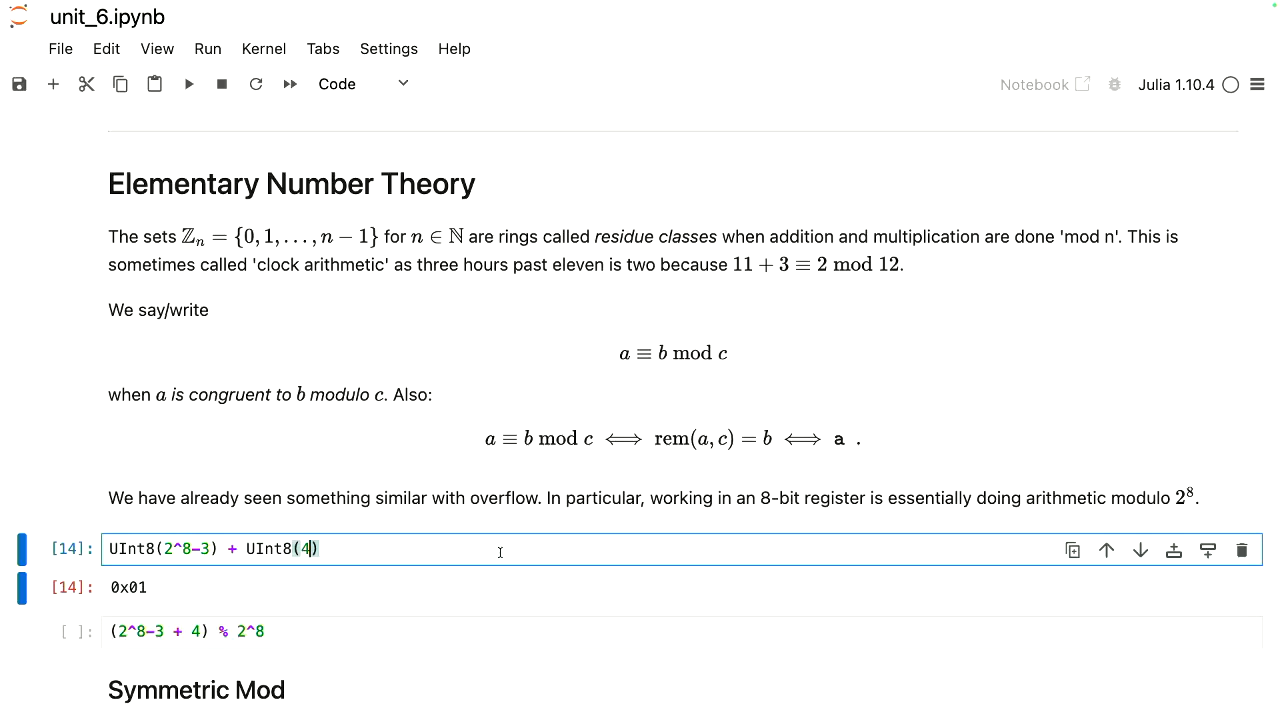 unit_6.ipynb
File Edit View Run Kernel Tabs Settings Help
Code Notebook Julia 1.10.4
Elementary Number Theory
The sets ℤₙ = {0, 1, . . . , n − 1} for n ∈ ℕ are rings called residue classes when addition and multiplication are done 'mod n'. This is
sometimes called 'clock arithmetic' as three hours past eleven is two because 11 + 3 ≡ 2 mod 12.
We say/write
a ≡ b mod c
when a is congruent to b modulo c. Also:
a ≡ b mod c ⟺ rem(a, c) = b ⟺ a .
We have already seen something similar with overflow. In particular, working in an 8-bit register is essentially doing arithmetic modulo 2⁸.
[14]: UInt8(2^8-3) + UInt8(4)
[14]: 0x01
[ ]: (2^8-3 + 4) % 2^8
Symmetric Mod